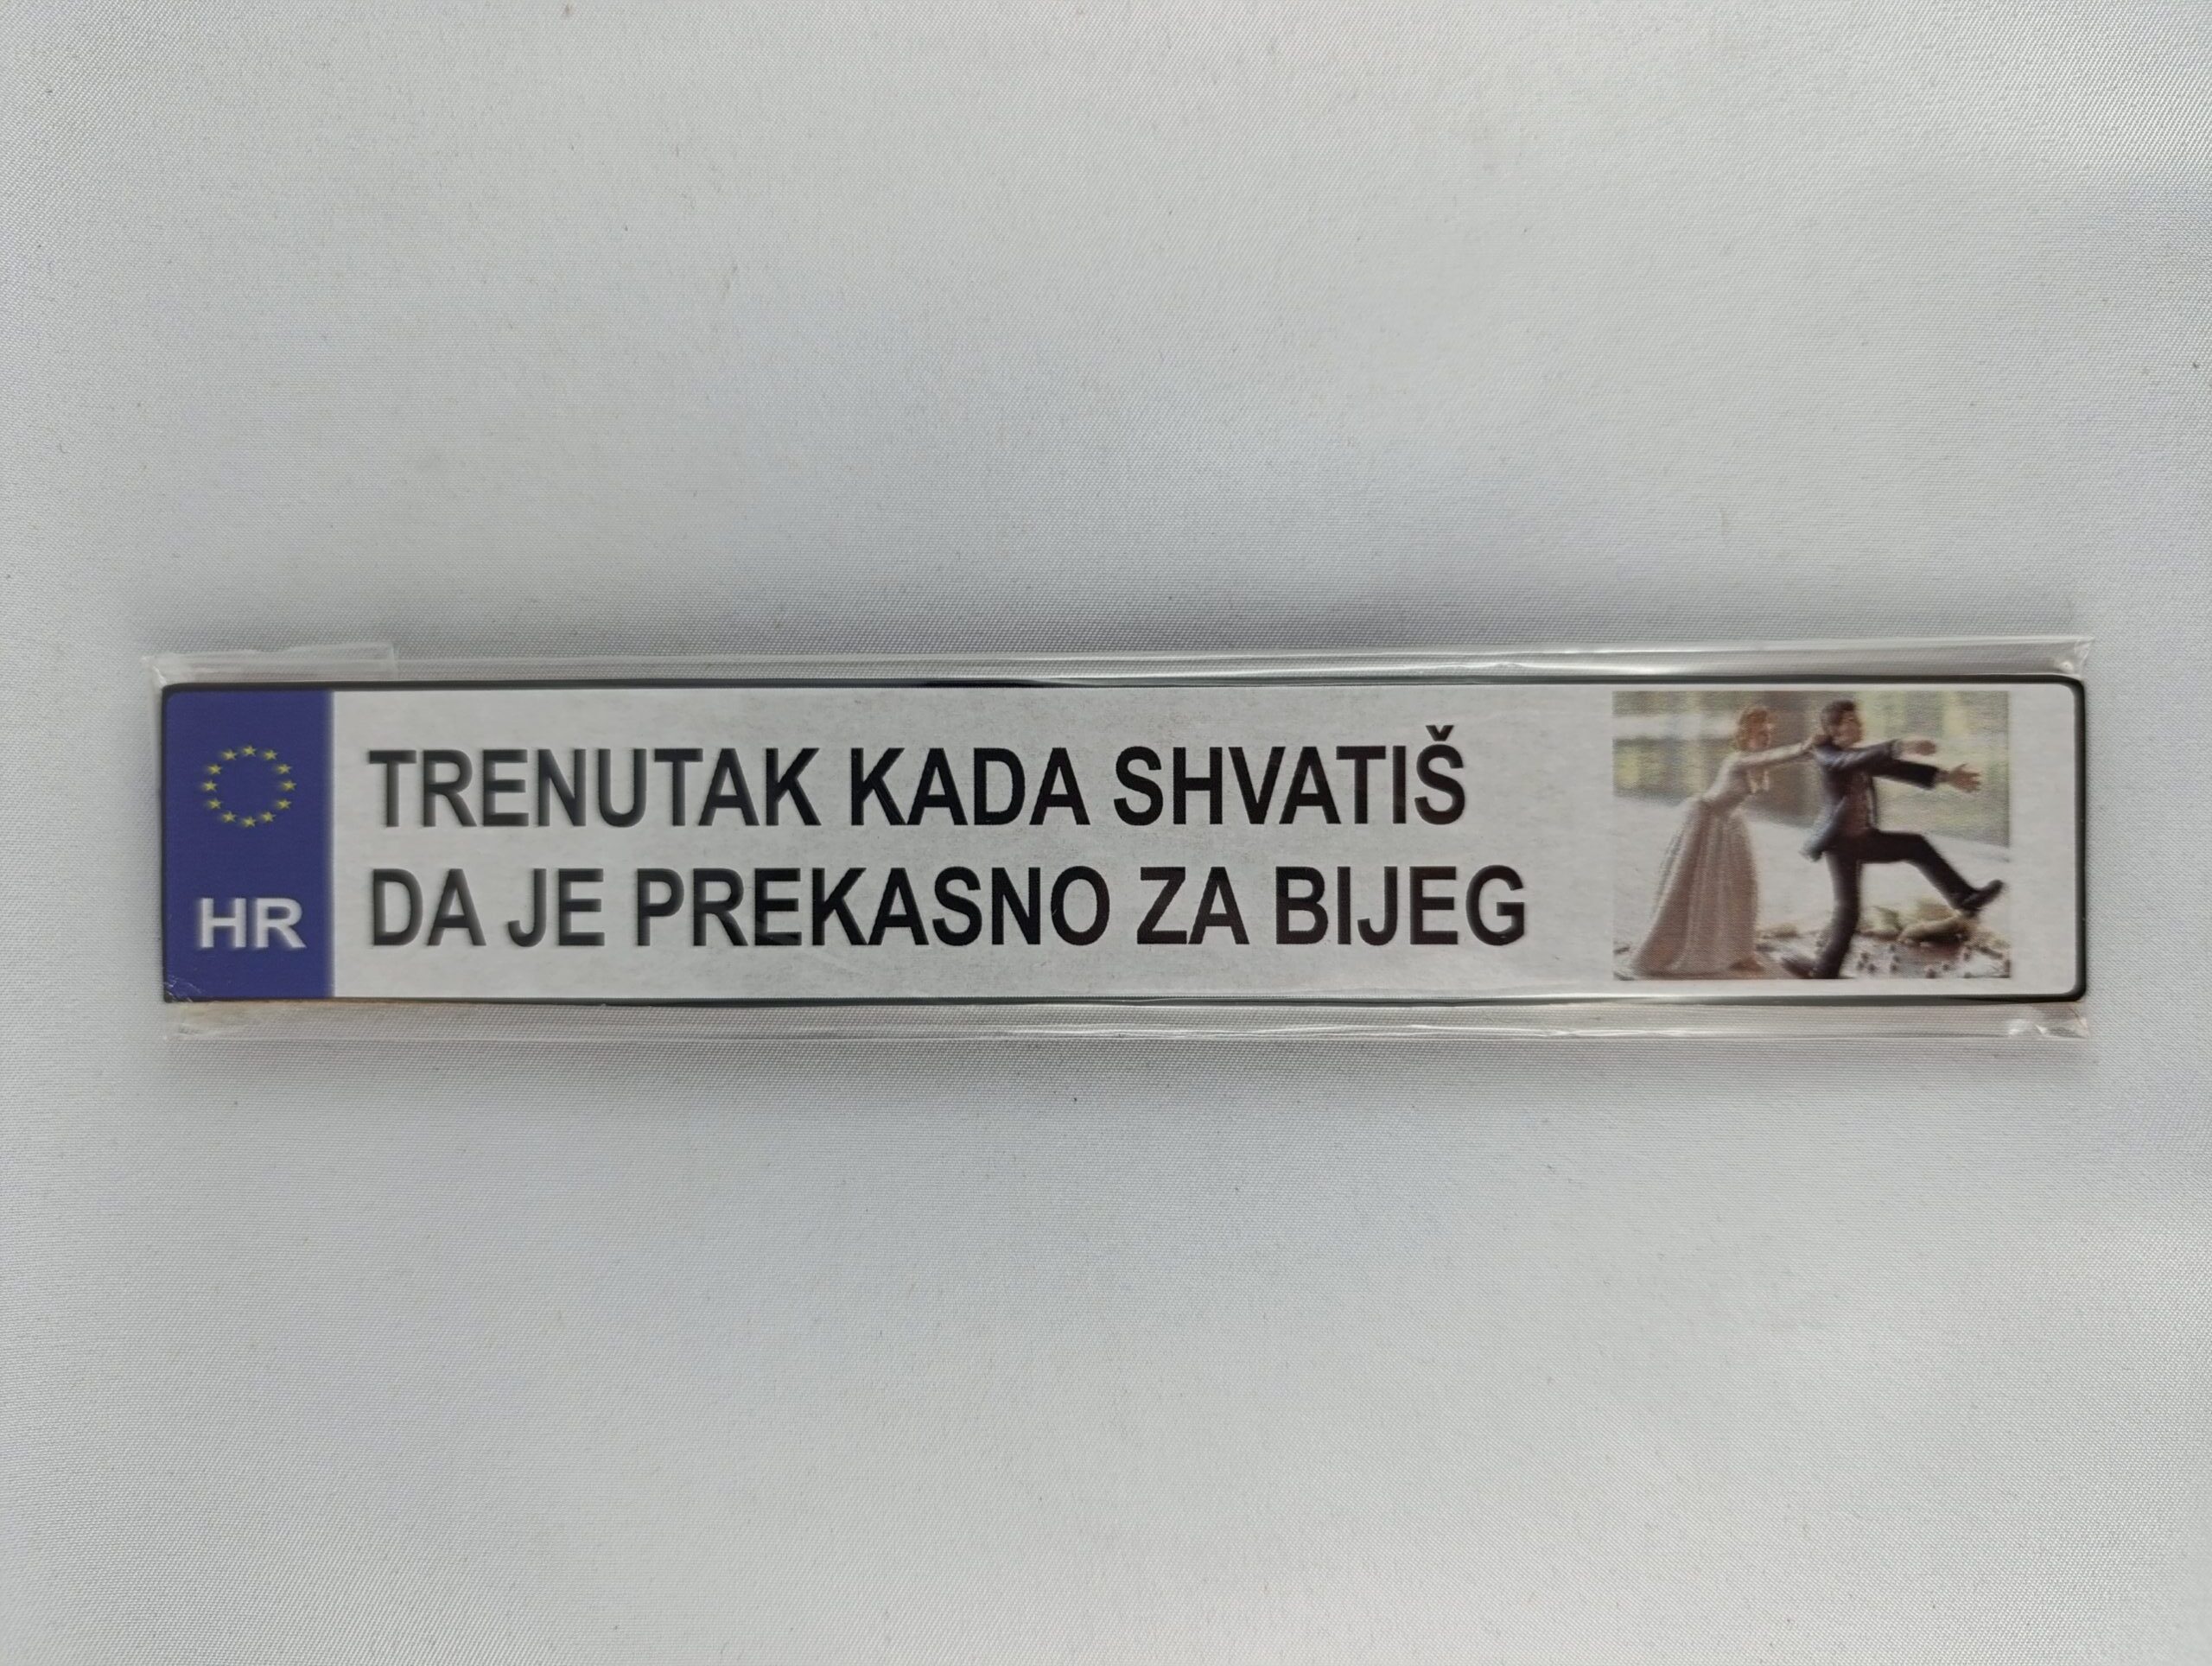 HR
TRENUTAK KADA SHVATIŠ
DA JE PREKASNO ZA BIJEG